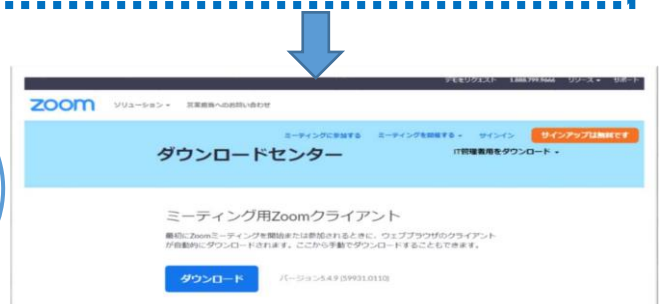 デモをリクエスト 1.888.799.9666 リソース サポート
zoom ソリューション 営業担当へのお問い合わせ
ミーティングに参加する ミーティングを開催する サインイン サインアップは無料です
ダウンロードセンター IT管理者用をダウンロード
ミーティング用Zoomクライアント
最初にZoomミーティングを開始または参加されるときに、ウェブブラウザのクライアント
が自動的にダウンロードされます。ここから手動でダウンロードすることもできます。
ダウンロード バージョン5.4.9 (59931.0110)